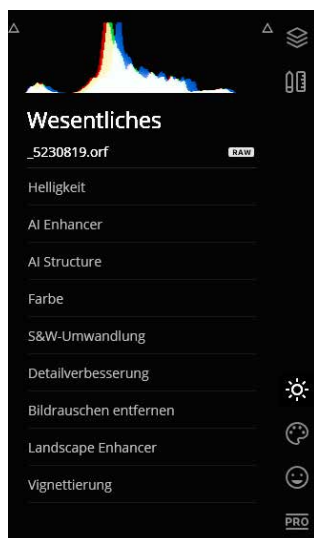 Wesentliches
_5230819.orf RAW
Helligkeit
AI Enhancer
AI Structure
Farbe
S&W-Umwandlung
Detailverbesserung
Bildrauschen entfernen
Landscape Enhancer
Vignettierung
PRO